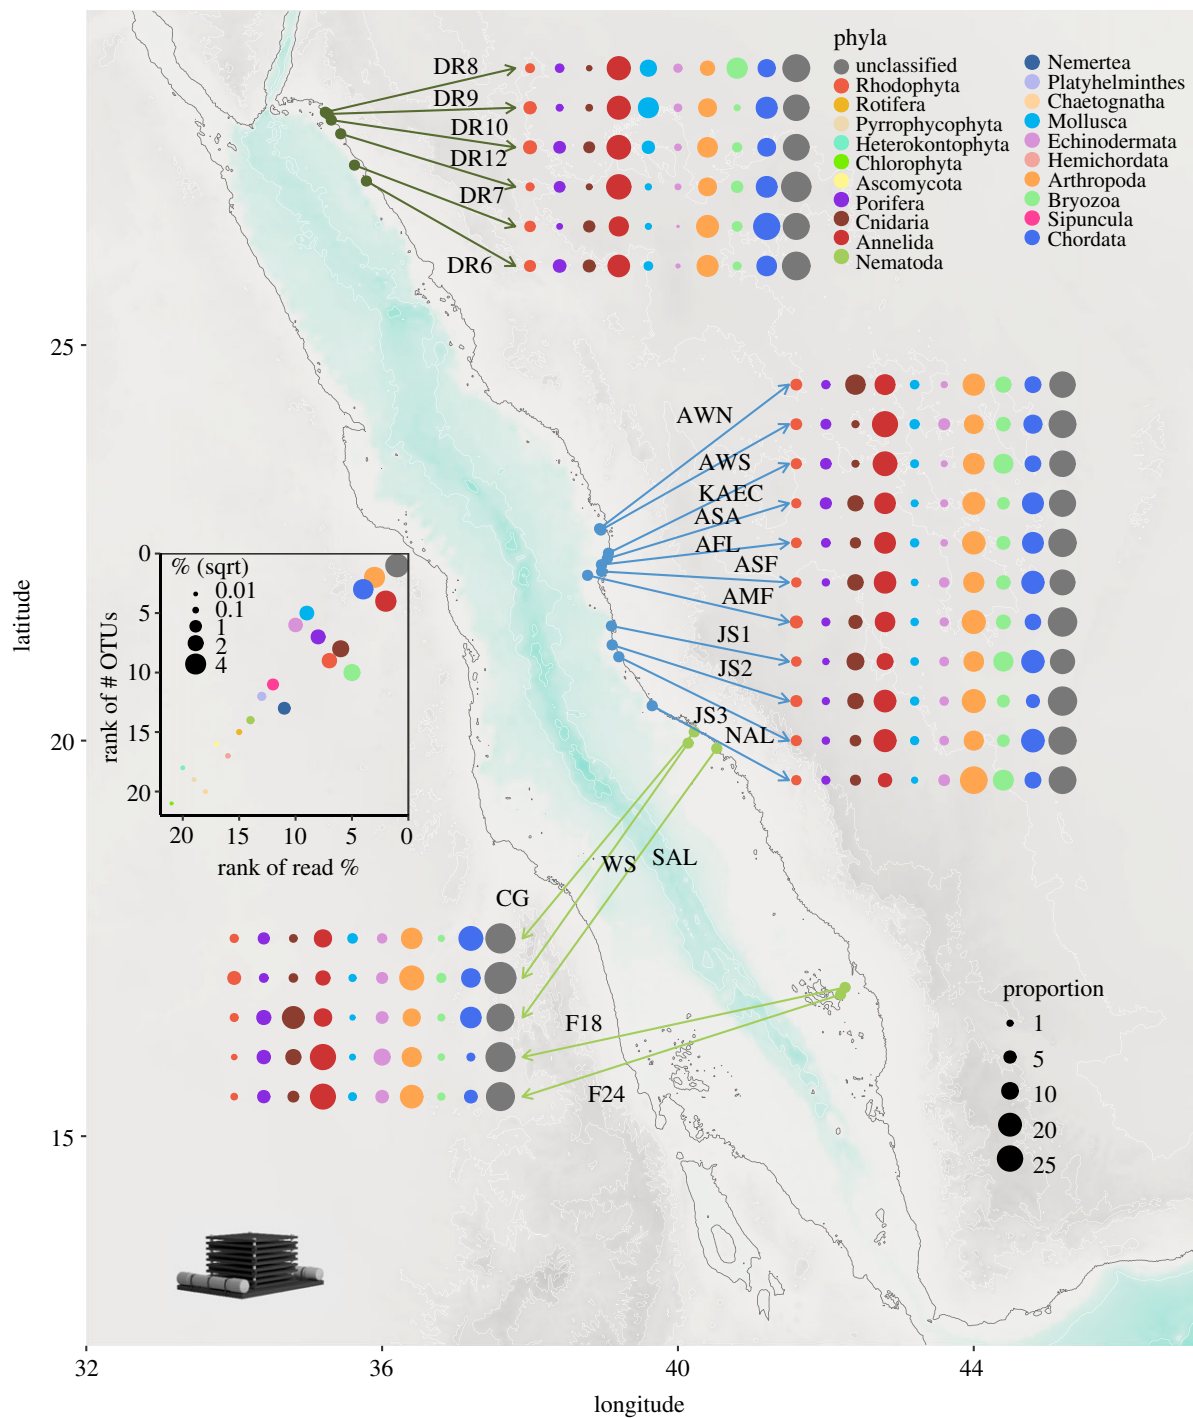 phyla
unclassified
Rhodophyta
Rotifera
Pyrrophycophyta
Heterokontophyta
Chlorophyta
Ascomycota
Porifera
Cnidaria
Annelida
Nematoda
Nemertea
Platyhelminthes
Chaetognatha
Mollusca
Echinodermata
Hemichordata
Arthropoda
Bryozoa
Sipuncula
Chordata
DR8
DR9
DR10
DR12
DR7
DR6
25
20
15
latitude
AWN
AWS
KAEC
ASA
AFL
ASF
AMF
JS1
JS2
JS3
NAL
% (sqrt)
0.01
0.1
1
2
4
0
5
10
15
20
rank of # OTUs
20 15 10 5 0
rank of read %
WS
SAL
CG
F18
F24
proportion
1
5
10
20
25
32 36 40 44
longitude